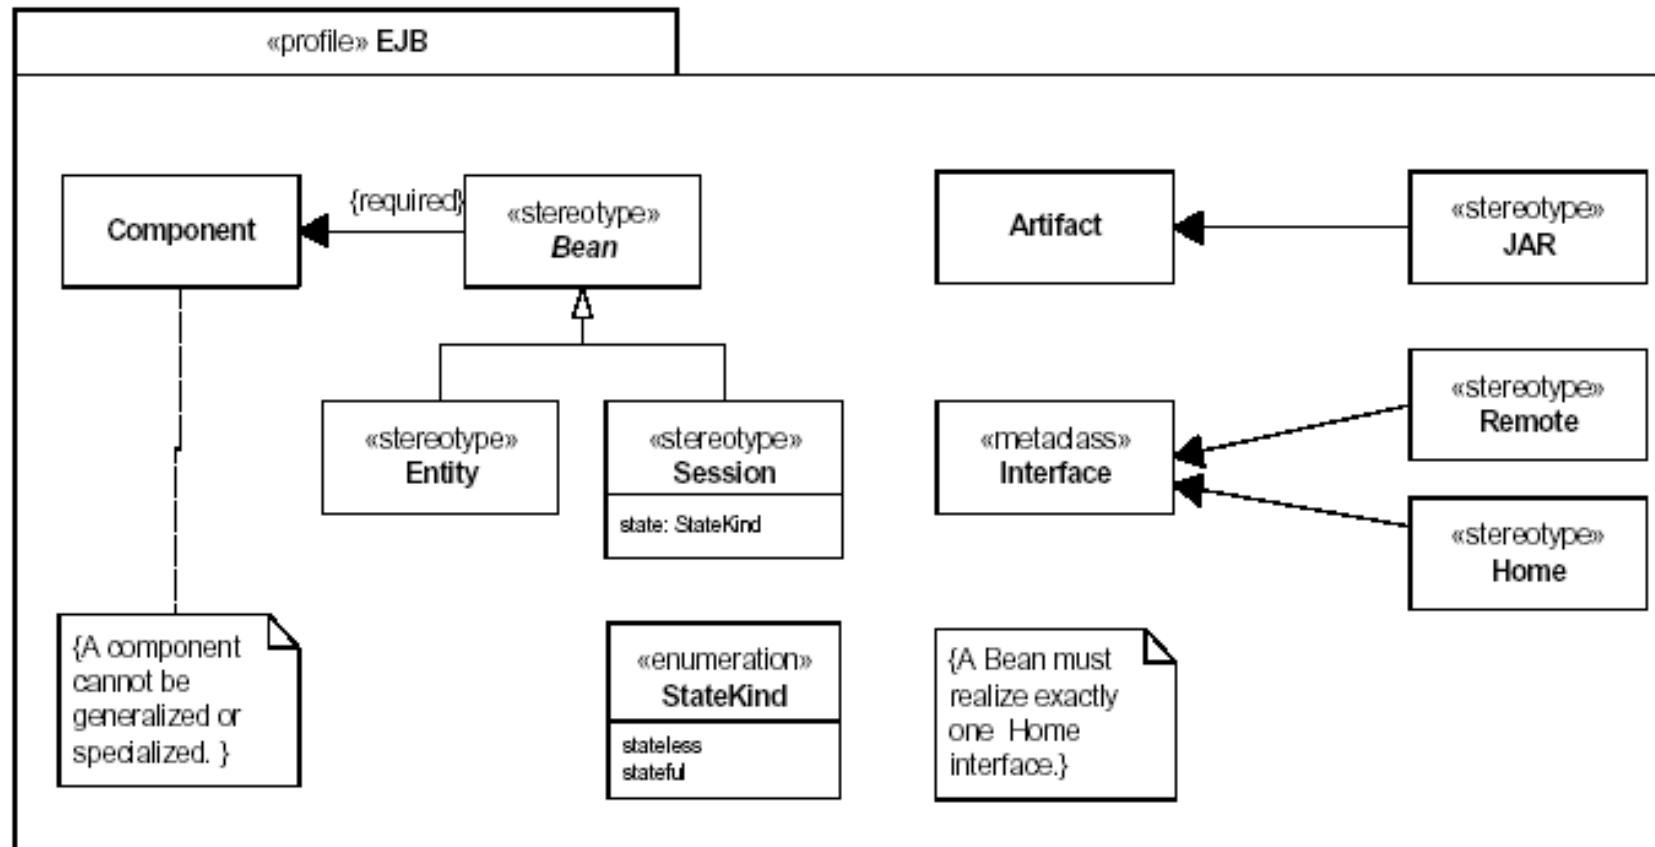 «profile» EJB
Component
{required}
«stereotype»
Bean
Artifact
«stereotype»
JAR
«stereotype»
Entity
«stereotype»
Session
state: StateKind
«metaclass»
Interface
«stereotype»
Remote
«stereotype»
Home
{A component
cannot be
generalized or
specialized. }
«enumeration»
StateKind
stateless
stateful
{A Bean must
realize exactly
one Home
interface.}